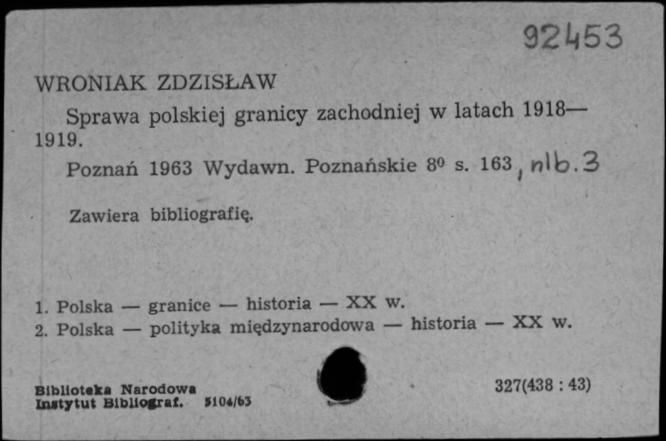 92453
WRONIAK ZDZISŁAW
Sprawa polskiej granicy zachodniej w latach 1918—
1919.
Poznań 1963 Wydawn. Poznańskie 8⁰ s. 163, nlb. 3
Zawiera bibliografię.
1. Polska — granice — historia — XX w.
2. Polska — polityka międzynarodowa — historia — XX w.
Biblioteka Narodowa
Instytut Bibliograf. 5104/63
327(438 : 43)